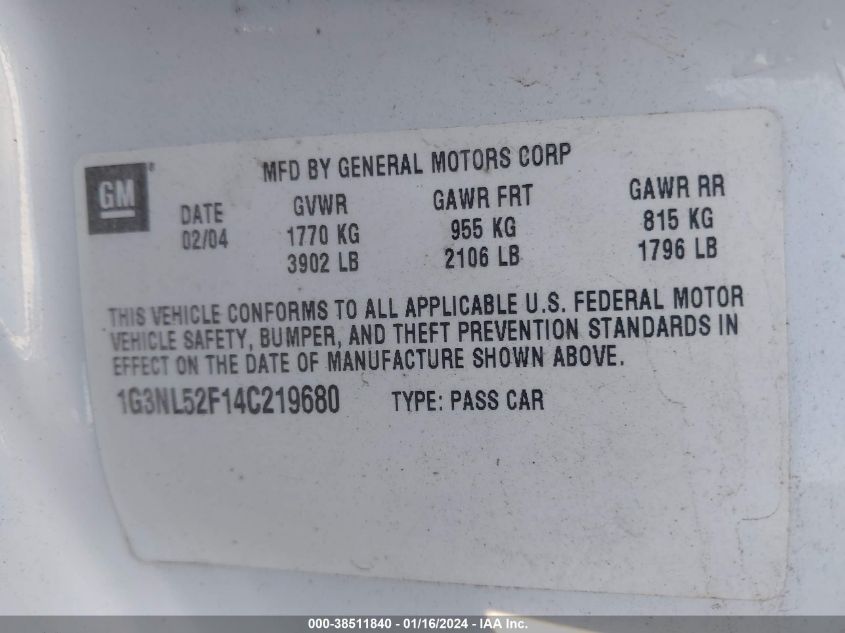 MFD BY GENERAL MOTORS CORP
GM®
DATE GVWR GAWR FRT GAWR RR
02/04 1770 KG 955 KG 815 KG
3902 LB 2106 LB 1796 LB
THIS VEHICLE CONFORMS TO ALL APPLICABLE U.S. FEDERAL MOTOR
VEHICLE SAFETY, BUMPER, AND THEFT PREVENTION STANDARDS IN
EFFECT ON THE DATE OF MANUFACTURE SHOWN ABOVE.
1G3NL52F14C219680 TYPE: PASS CAR
000-38511840 - 01/16/2024 - IAA Inc.